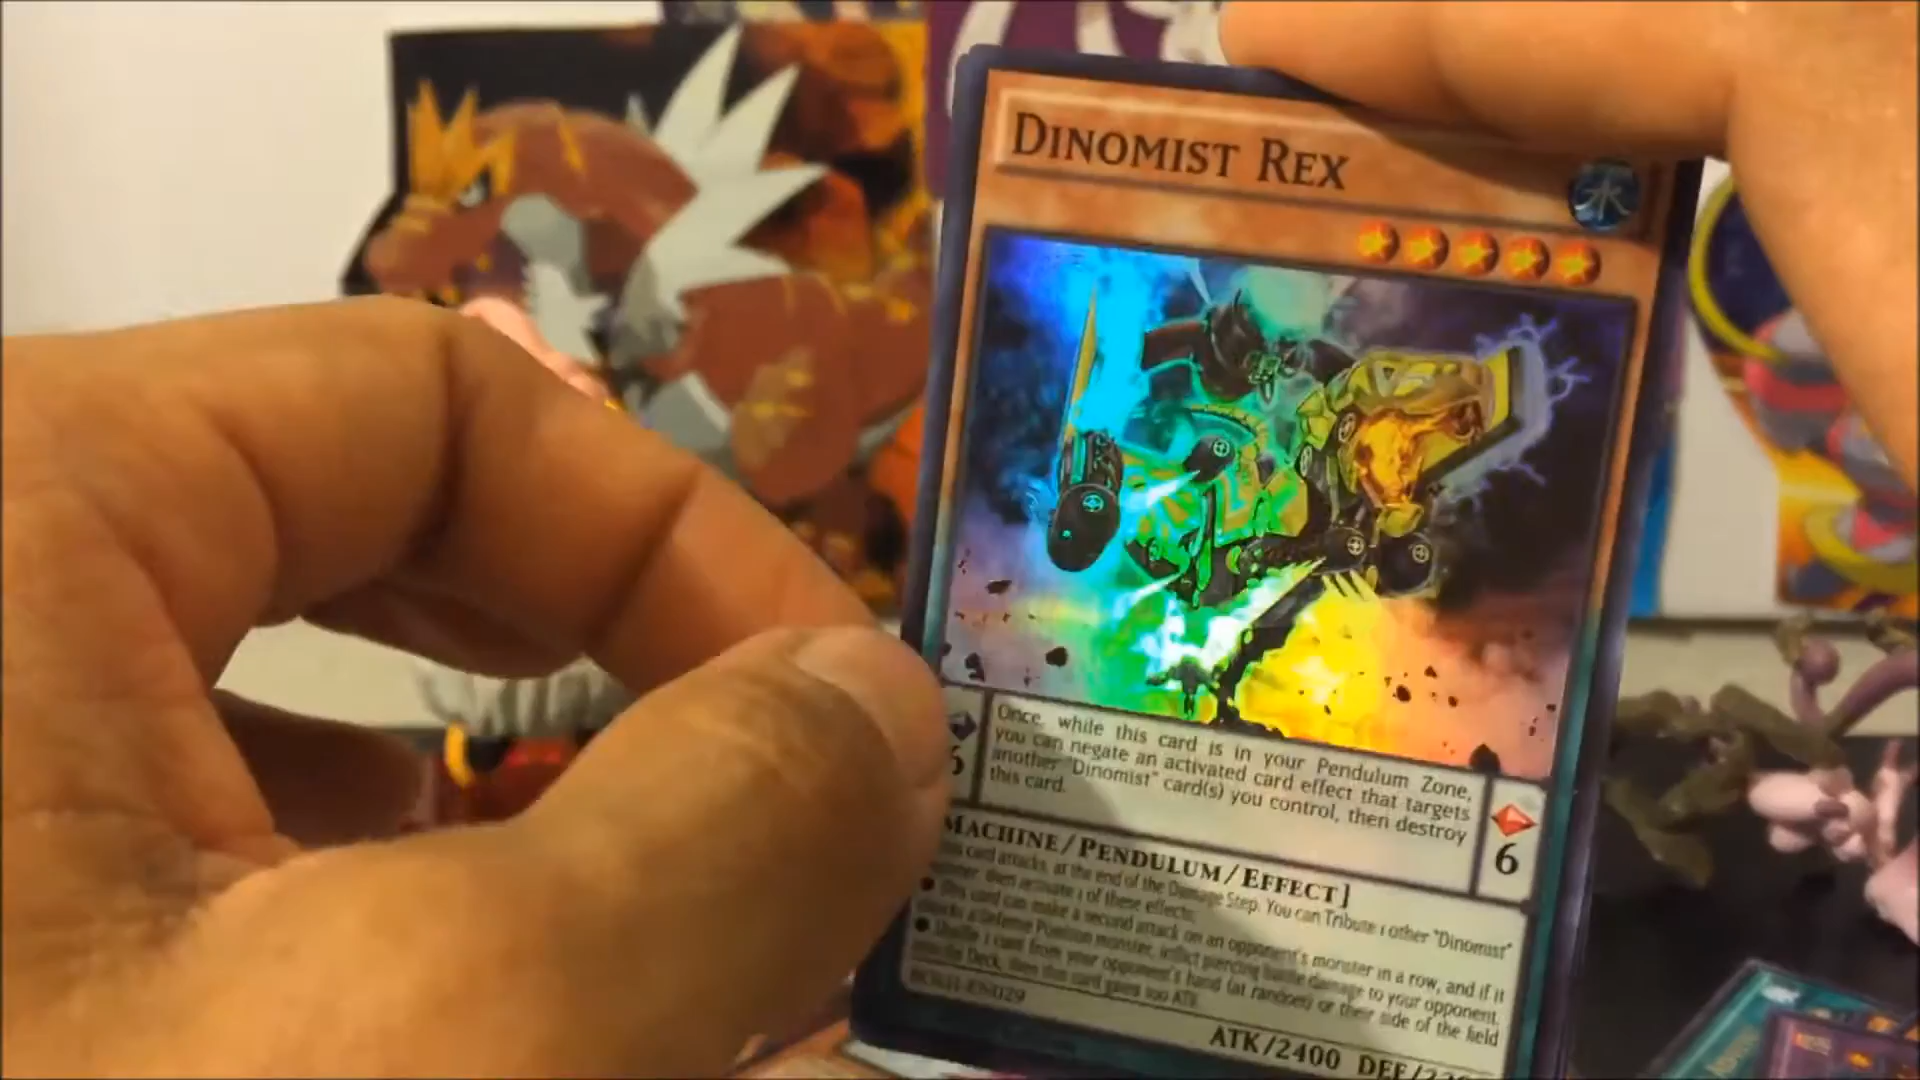 DINOMIST REX
水
Once, while this card is in your Pendulum Zone,
you can negate an activated card effect that targets
another "Dinomist" card(s) you control, then destroy
this card.
6
6
MACHINE/PENDULUM/EFFECT]
this card attacks, at the end of the Damage Step: You can Tribute 1 other "Dinomist"
monster, then activate 1 of these effects;
● This card can make a second attack on an opponent's monster in a row, and if it
attacks a Defense Position monster, inflict piercing battle damage to your opponent.
● Shuffle 1 card from your opponent's hand (at random) or their side of the field
into the Deck, then this card gains 100 ATK.
EN029
ATK/2400 DEF/22